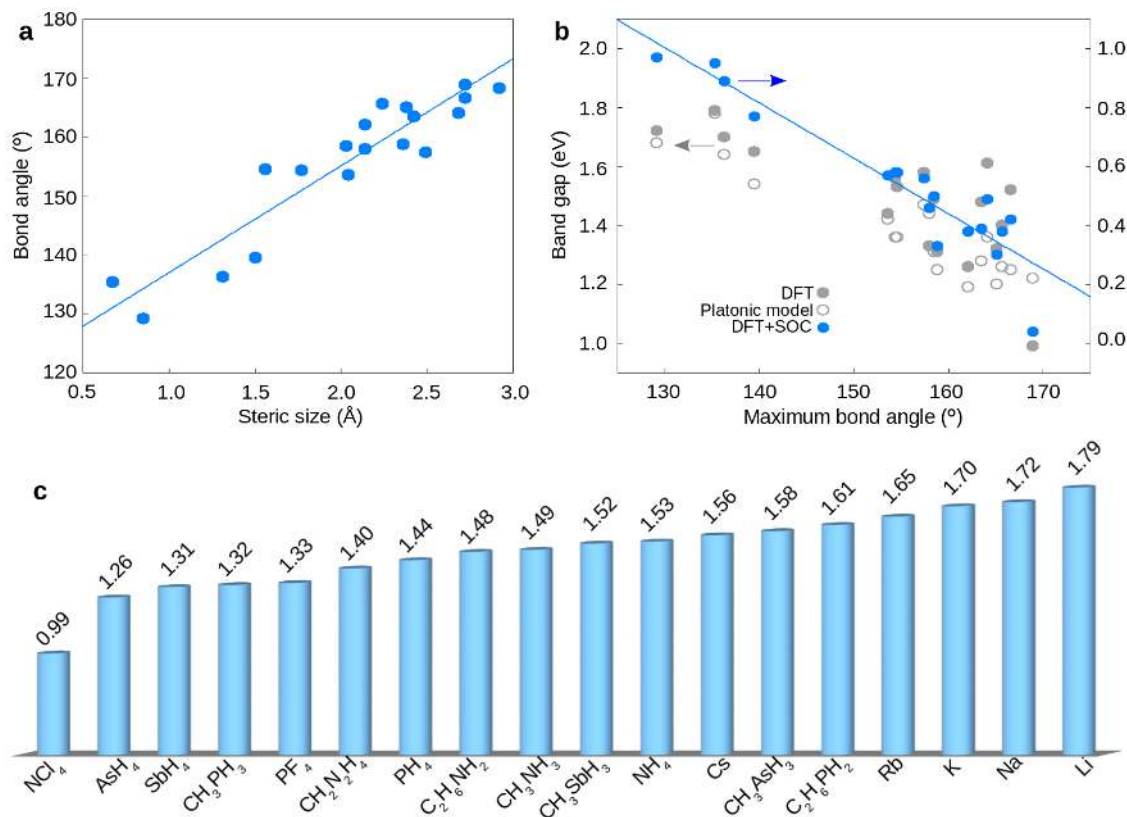 a
180
170
160
150
140
130
120
Bond angle (º)
0.5 1.0 1.5 2.0 2.5 3.0
Steric size (Å)
b
2.0
1.8
1.6
1.4
1.2
1.0
Band gap (eV)
1.0
0.8
0.6
0.4
0.2
0.0
DFT
Platonic model
DFT+SOC
130 140 150 160 170
Maximum bond angle (º)
c
0.99 1.26 1.31 1.32 1.33 1.40 1.44 1.48 1.49 1.52 1.53 1.56 1.58 1.61 1.65 1.70 1.72 1.79
NCl₄ AsH₄ SbH₄ CH₃PH₃ PF₄ CH₂N₂H₄ PH₄ C₂H₆NH₂ CH₃NH₃ CH₃SbH₃ NH₄ Cs CH₃AsH₃ C₂H₆PH₂ Rb K Na Li